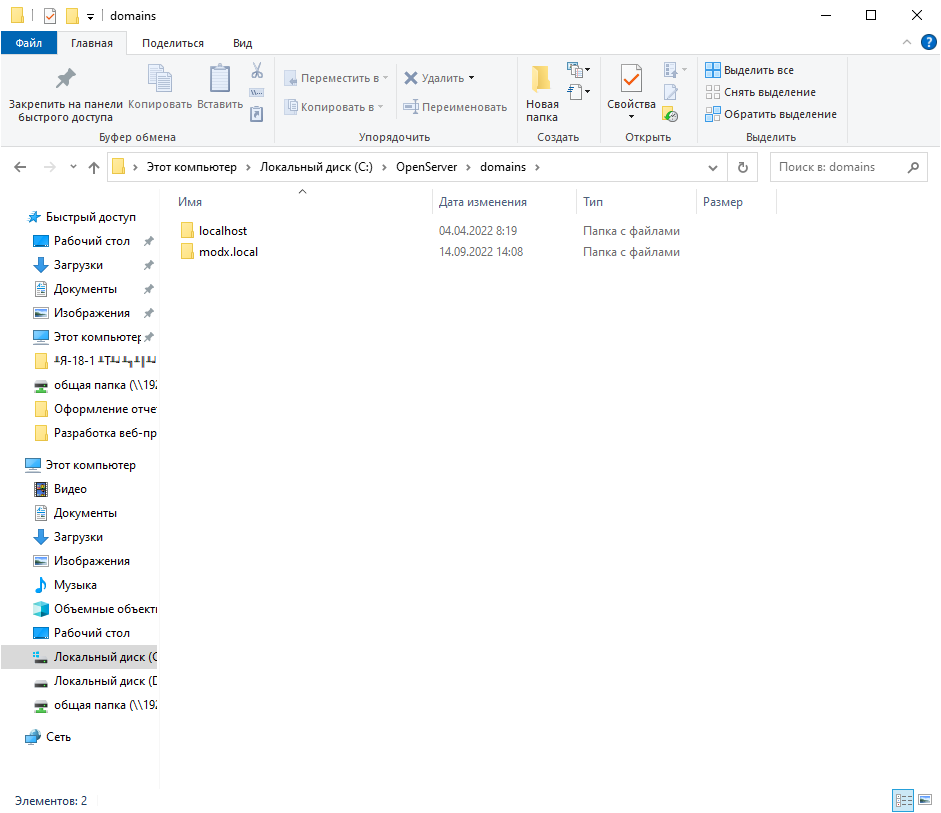 domains
Файл Главная Поделиться Вид
Закрепить на панели быстрого доступа
Копировать
Вставить
Переместить в
Копировать в
Удалить
Переименовать
Новая папка
Свойства
Выделить все
Снять выделение
Обратить выделение
Буфер обмена Упорядочить Создать Открыть Выделить
Этот компьютер > Локальный диск (C:) > OpenServer > domains >
Поиск в: domains
Имя Дата изменения Тип Размер
localhost 04.04.2022 8:19 Папка с файлами
modx.local 14.09.2022 14:08 Папка с файлами
Быстрый доступ
Рабочий стол
Загрузки
Документы
Изображения
Этот компьютер
общая папка (\\192
Оформление отче
Разработка веб-пр
Этот компьютер
Видео
Документы
Загрузки
Изображения
Музыка
Объемные объекты
Рабочий стол
Локальный диск (C
Локальный диск (D
общая папка (\\192
Сеть
Элементов: 2